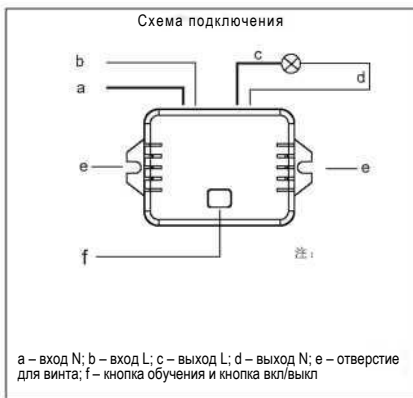 Схема подключения
c
b
d
a
e
e
f
注:
a – вход N; b – вход L; c – выход L; d – выход N; e – отверстие
для винта; f – кнопка обучения и кнопка вкл/выкл